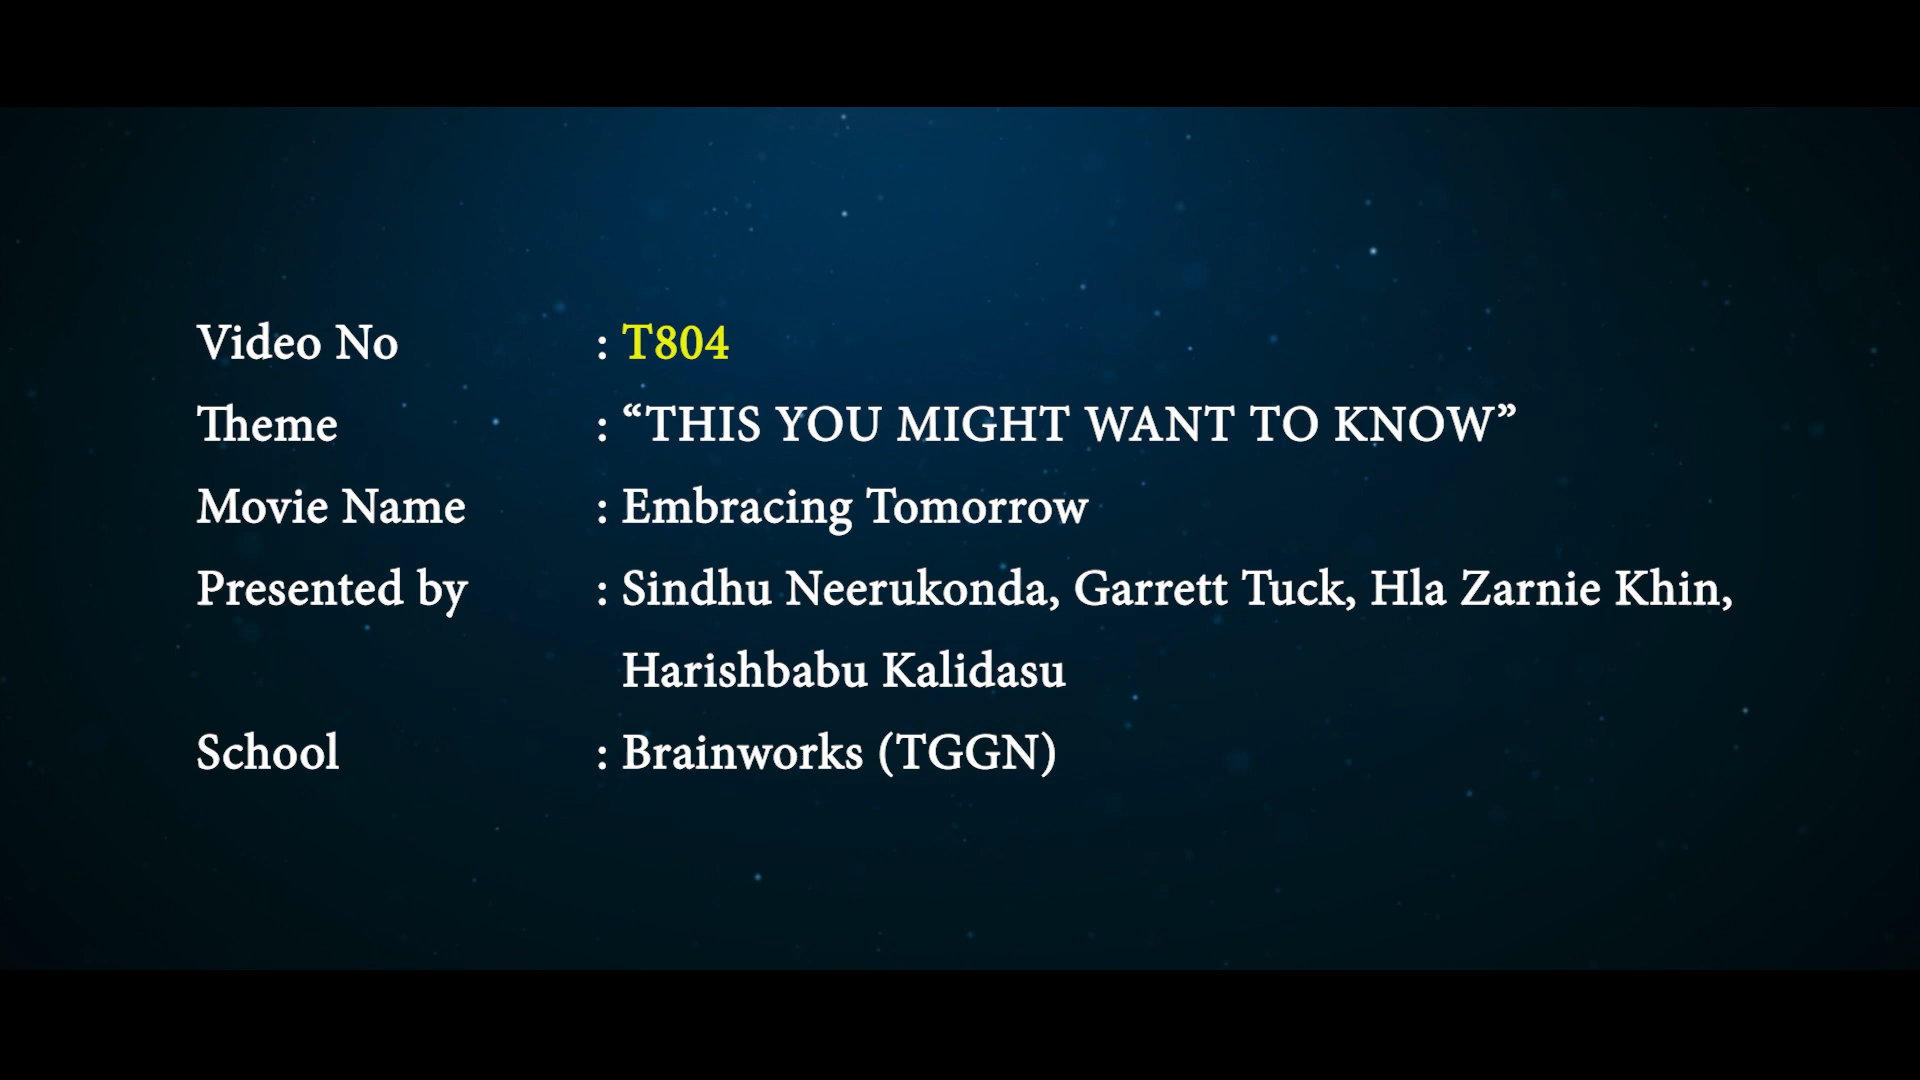 Video No : T804
Theme : “THIS YOU MIGHT WANT TO KNOW”
Movie Name : Embracing Tomorrow
Presented by : Sindhu Neerukonda, Garrett Tuck, Hla Zarnie Khin,
Harishbabu Kalidasu
School : Brainworks (TGGN)